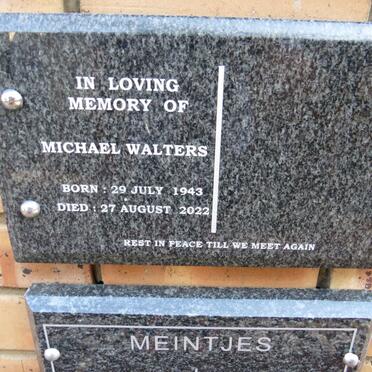 IN LOVING
MEMORY OF
MICHAEL WALTERS
BORN : 29 JULY 1943
DIED : 27 AUGUST 2022
REST IN PEACE TILL WE MEET AGAIN
MEINTJES